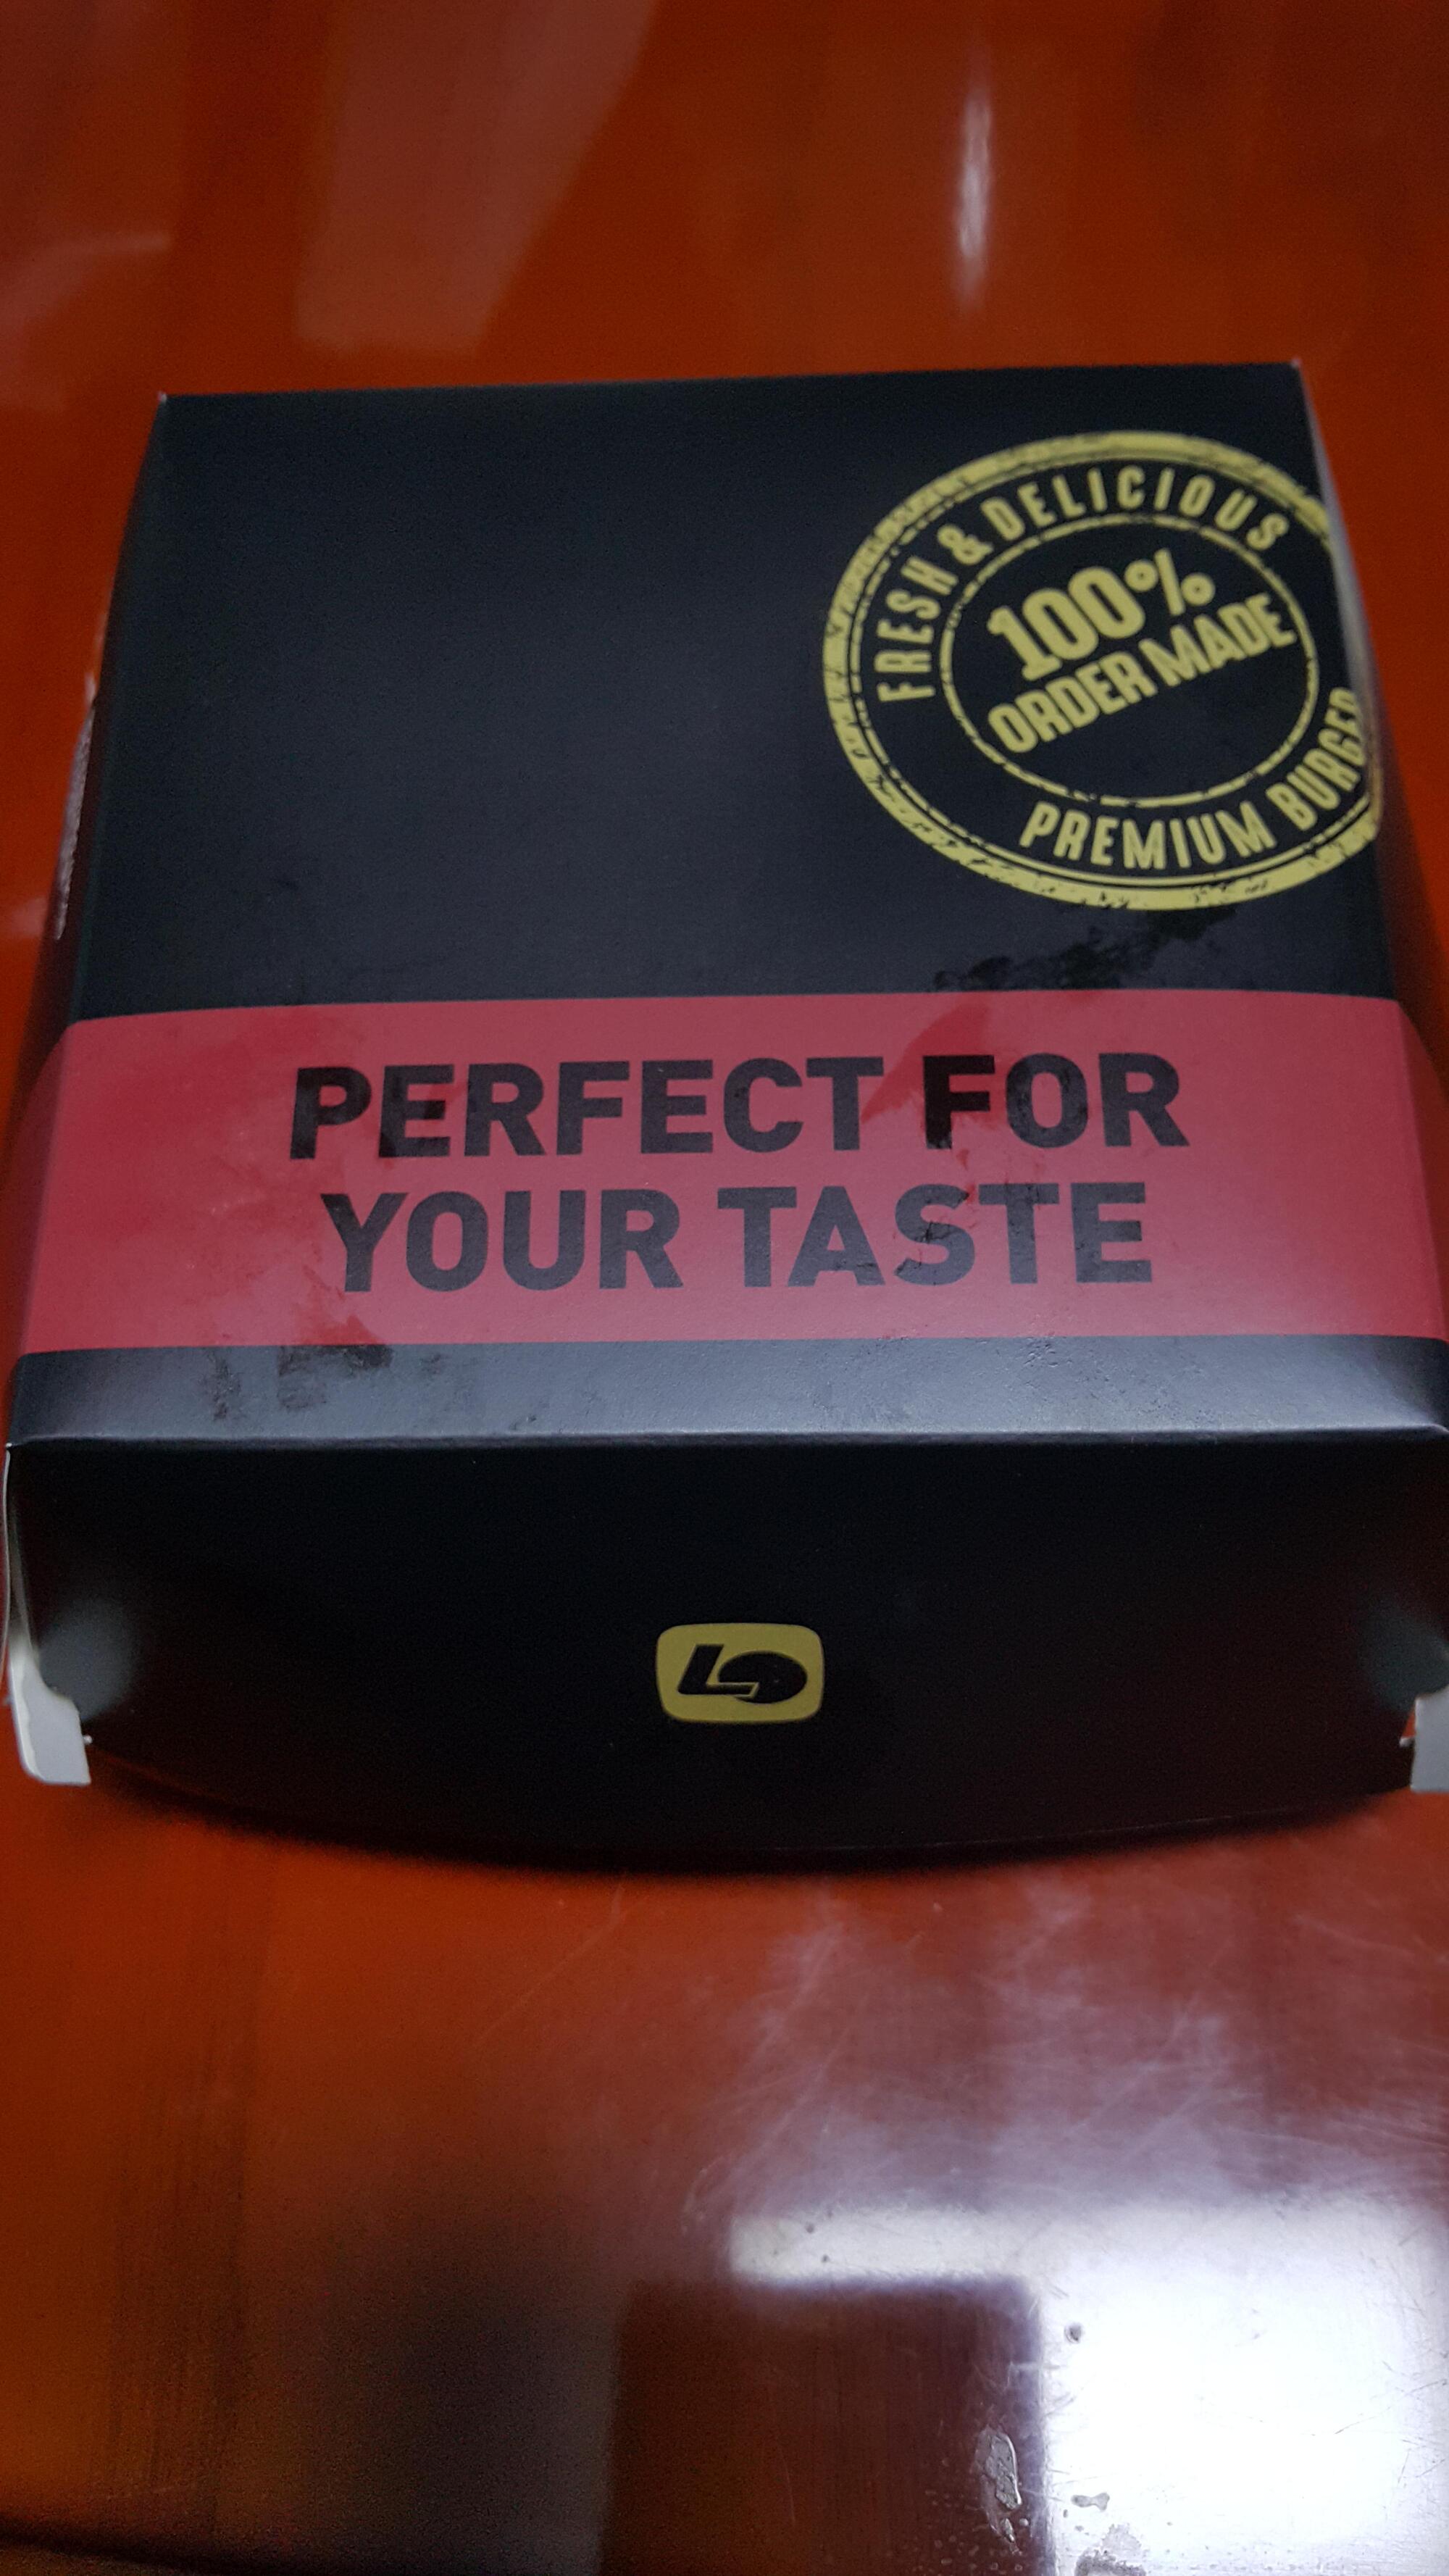 FRESH & DELICIOUS
100%
ORDER MADE
PREMIUM BURGER
PERFECT FOR
YOUR TASTE